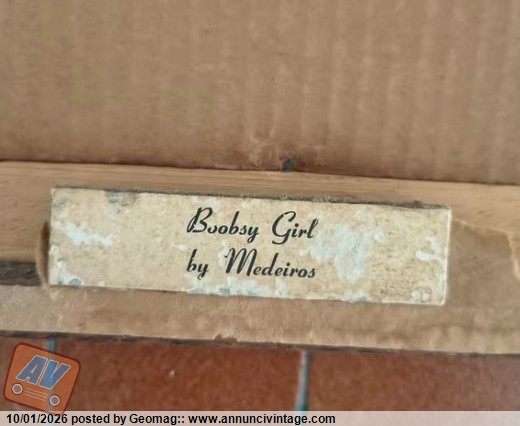 Boobsy Girl
by Medeiros
AV
10/01/2026 posted by Geomag:: www.annuncivintage.com